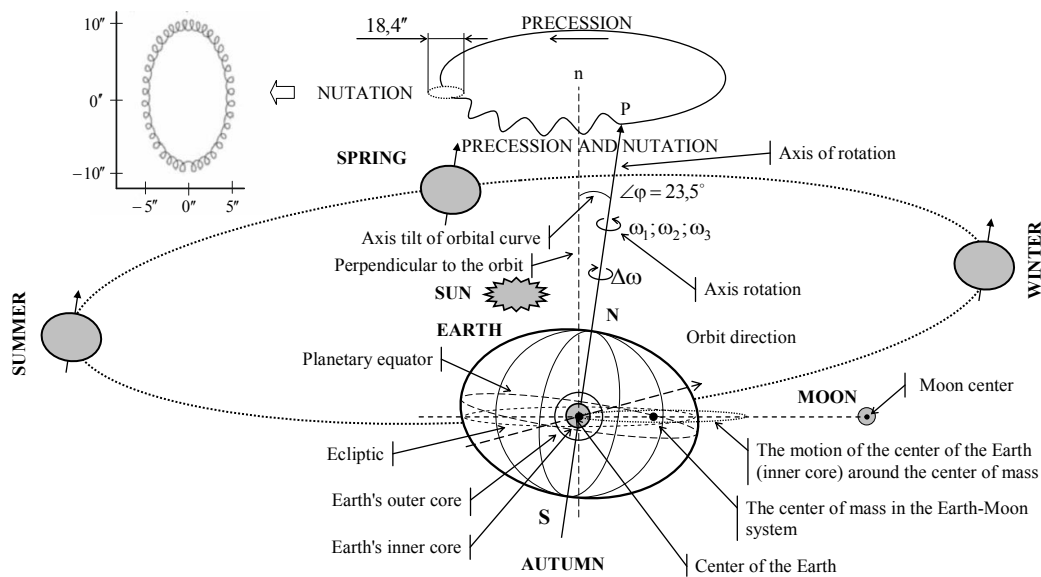 10″
0″
−10″
−5″
0″
5″
18,4″
PRECESSION
NUTATION
n
P
PRECESSION AND NUTATION
SPRING
Axis of rotation
∠φ = 23,5°
Axis tilt of orbital curve
ω₁; ω₂; ω₃
Perpendicular to the orbit
Δω
SUN
Axis rotation
WINTER
SUMMER
EARTH
N
Orbit direction
Planetary equator
MOON
Moon center
Ecliptic
The motion of the center of the Earth
(inner core) around the center of mass
Earth's outer core
The center of mass in the Earth-Moon
system
S
Earth's inner core
AUTUMN
Center of the Earth